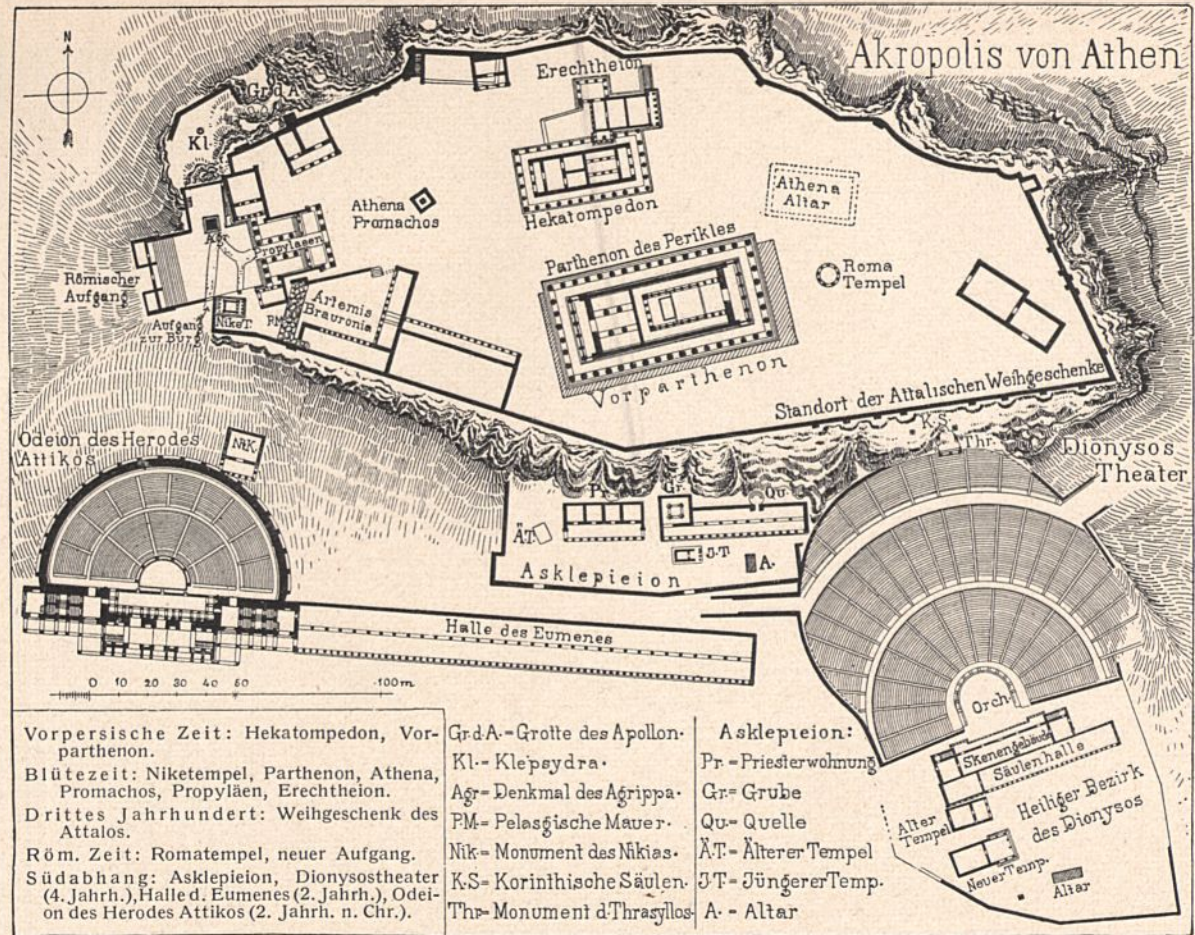 Akropolis von Athen
N
Gr.d.A.
Kl.
Erechtheion
Hekatompedon
Athena
Promachos
Athena
Altar
Agr.
Propyläen
Römischer
Aufgang
Aufgang
zur Burg
Nike T.
P.M.
Artemis
Brauronia
Parthenon des Perikles
Vorparthenon
Roma
Tempel
Standort der Attalischen Weihgeschenke
K.S.
Thr.
Dionysos
Theater
Odeion des Herodes
Attikos
Nik
Pr.
Gr.
Qu.
Ä.T.
J.T.
A.
Asklepieion
Halle des Eumenes
0 10 20 30 40 50 100 m
Orch.
Skenengebäude
Säulenhalle
Alter
Tempel
Heiliger Bezirk
des Dionysos
Neuer Temp.
Altar
Vorpersische Zeit: Hekatompedon, Vor-
parthenon.
Blütezeit: Niketempel, Parthenon, Athena,
Promachos, Propyläen, Erechtheion.
Drittes Jahrhundert: Weihgeschenk des
Attalos.
Röm. Zeit: Romatempel, neuer Aufgang.
Südabhang: Asklepieion, Dionysostheater
(4. Jahrh.), Halle d. Eumenes (2. Jahrh.), Odei-
on des Herodes Attikos (2. Jahrh. n. Chr.).
Gr.d.A.= Grotte des Apollon.
Kl.= Klepsydra.
Agr= Denkmal des Agrippa.
P.M= Pelasgische Mauer.
Nik= Monument des Nikias.
K.S= Korinthische Säulen.
Thr= Monument d.Thrasyllos.
Asklepieion:
Pr.= Priesterwohnung
Gr= Grube
Qu= Quelle
Ä.T.= Älterer Tempel
J.T= Jüngerer Temp.
A. = Altar